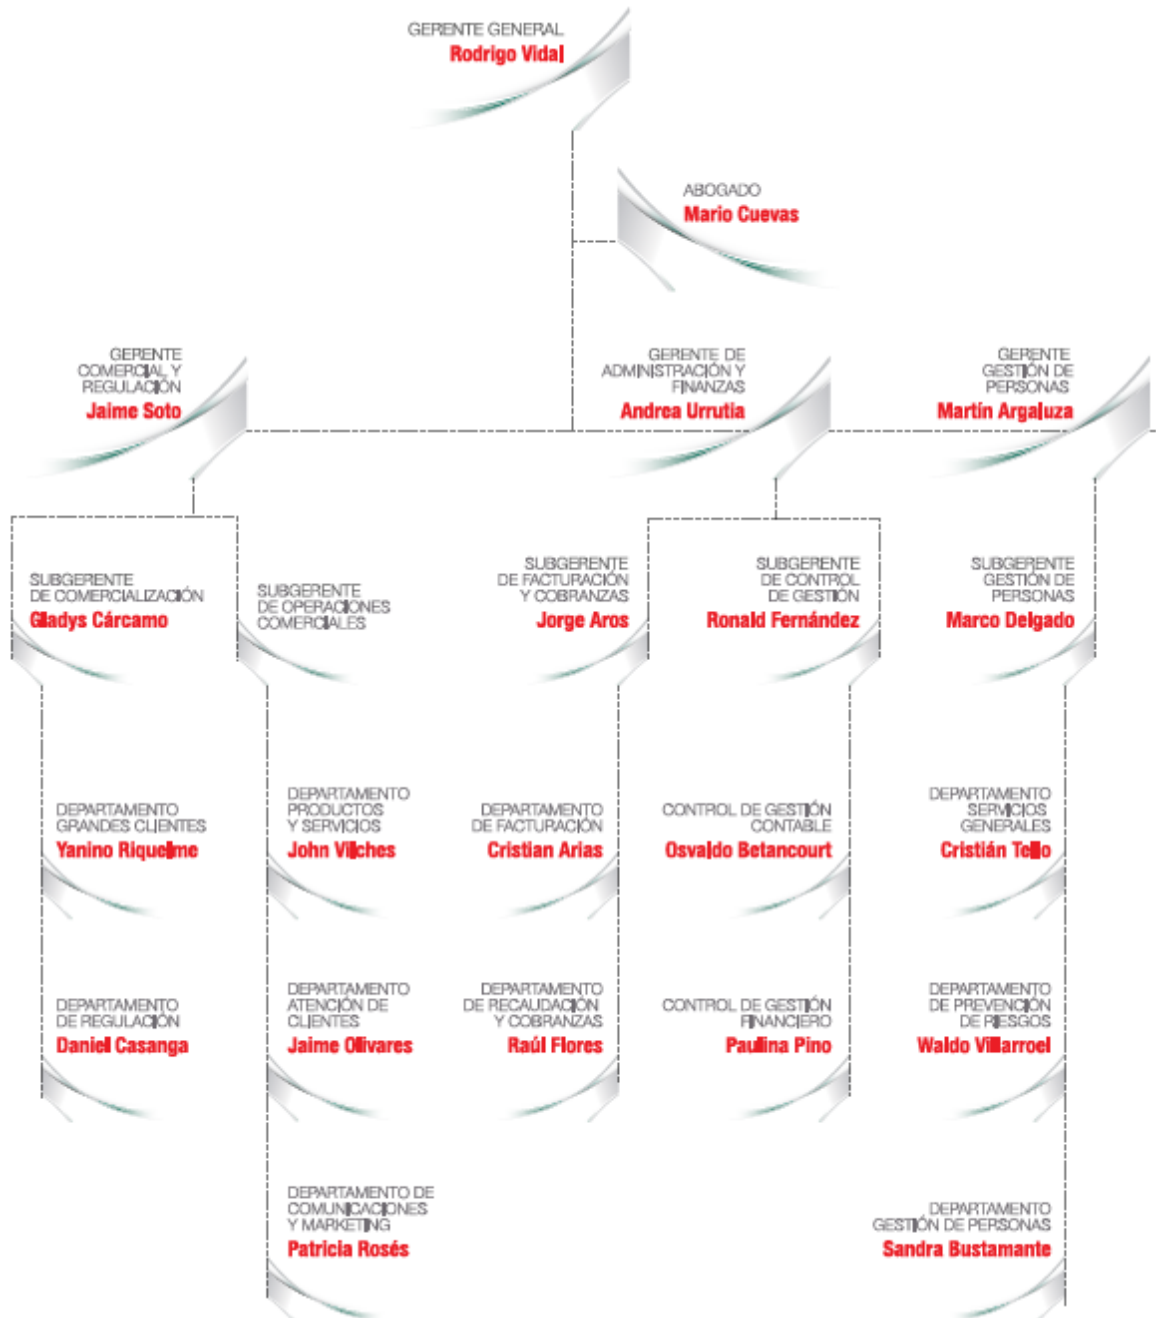 GERENTE GENERAL
Rodrigo Vidal
ABOGADO
Mario Cuevas
GERENTE
COMERCIAL Y
REGULACIÓN
Jaime Soto
GERENTE DE
ADMINISTRACIÓN Y
FINANZAS
Andrea Urrutia
GERENTE
GESTIÓN DE
PERSONAS
Martín Argaluza
SUBGERENTE
DE COMERCIALIZACIÓN
Gladys Cárcamo
SUBGERENTE
DE OPERACIONES
COMERCIALES
SUBGERENTE
DE FACTURACIÓN
Y COBRANZAS
Jorge Aros
SUBGERENTE
DE CONTROL
DE GESTIÓN
Ronald Fernández
SUBGERENTE
GESTIÓN DE
PERSONAS
Marco Delgado
DEPARTAMENTO
GRANDES CLIENTES
Yanino Riquelme
DEPARTAMENTO
PRODUCTOS
Y SERVICIOS
John Vilches
DEPARTAMENTO
DE FACTURACIÓN
Cristian Arias
CONTROL DE GESTIÓN
CONTABLE
Osvaldo Betancourt
DEPARTAMENTO
SERVICIOS
GENERALES
Cristián Tello
DEPARTAMENTO
DE REGULACIÓN
Daniel Casanga
DEPARTAMENTO
ATENCIÓN DE
CLIENTES
Jaime Olivares
DEPARTAMENTO
DE RECAUDACIÓN
Y COBRANZAS
Raúl Flores
CONTROL DE GESTIÓN
FINANCIERO
Paulina Pino
DEPARTAMENTO
DE PREVENCIÓN
DE RIESGOS
Waldo Villarroel
DEPARTAMENTO DE
COMUNICACIONES
Y MARKETING
Patricia Rosés
DEPARTAMENTO
GESTIÓN DE PERSONAS
Sandra Bustamante